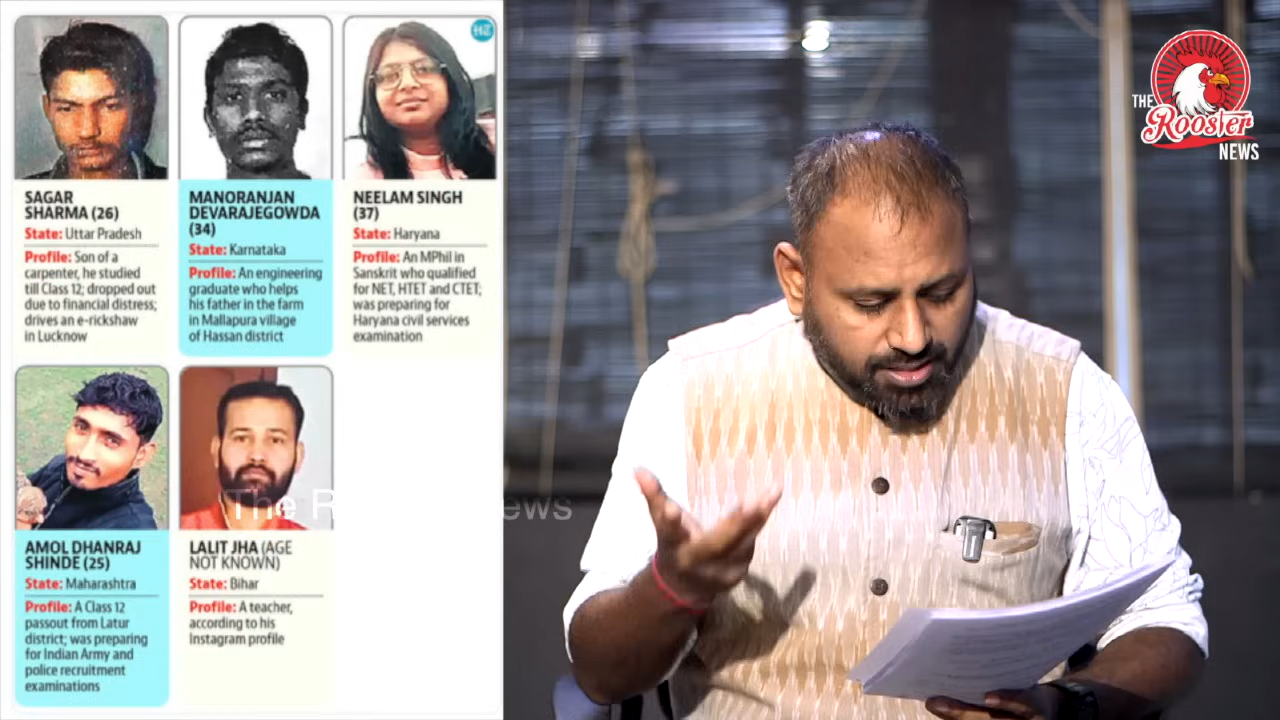 HT
SAGAR
SHARMA (26)
State: Uttar Pradesh
Profile: Son of a
carpenter, he studied
till Class 12; dropped out
due to financial distress;
drives an e-rickshaw
in Lucknow
MANORANJAN
DEVARAJEGOWDA
(34)
State: Karnataka
Profile: An engineering
graduate who helps
his father in the farm
in Mallapura village
of Hassan district
NEELAM SINGH
(37)
State: Haryana
Profile: An MPhil in
Sanskrit who qualified
for NET, HTET and CTET;
was preparing for
Haryana civil services
examination
AMOL DHANRAJ
SHINDE (25)
State: Maharashtra
Profile: A Class 12
passout from Latur
district; was preparing
for Indian Army and
police recruitment
examinations
LALIT JHA (AGE
NOT KNOWN)
State: Bihar
Profile: A teacher,
according to his
Instagram profile
THE
Rooster
NEWS